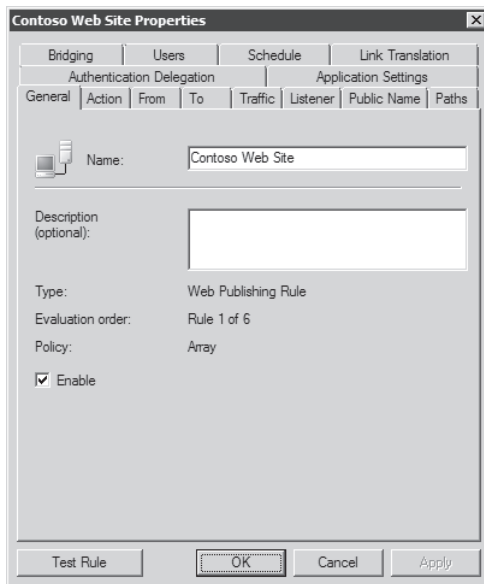 Contoso Web Site Properties
Bridging Users Schedule Link Translation
Authentication Delegation Application Settings
General Action From To Traffic Listener Public Name Paths
Name: Contoso Web Site
Description
(optional):
Type: Web Publishing Rule
Evaluation order: Rule 1 of 6
Policy: Array
Enable
Test Rule OK Cancel Apply